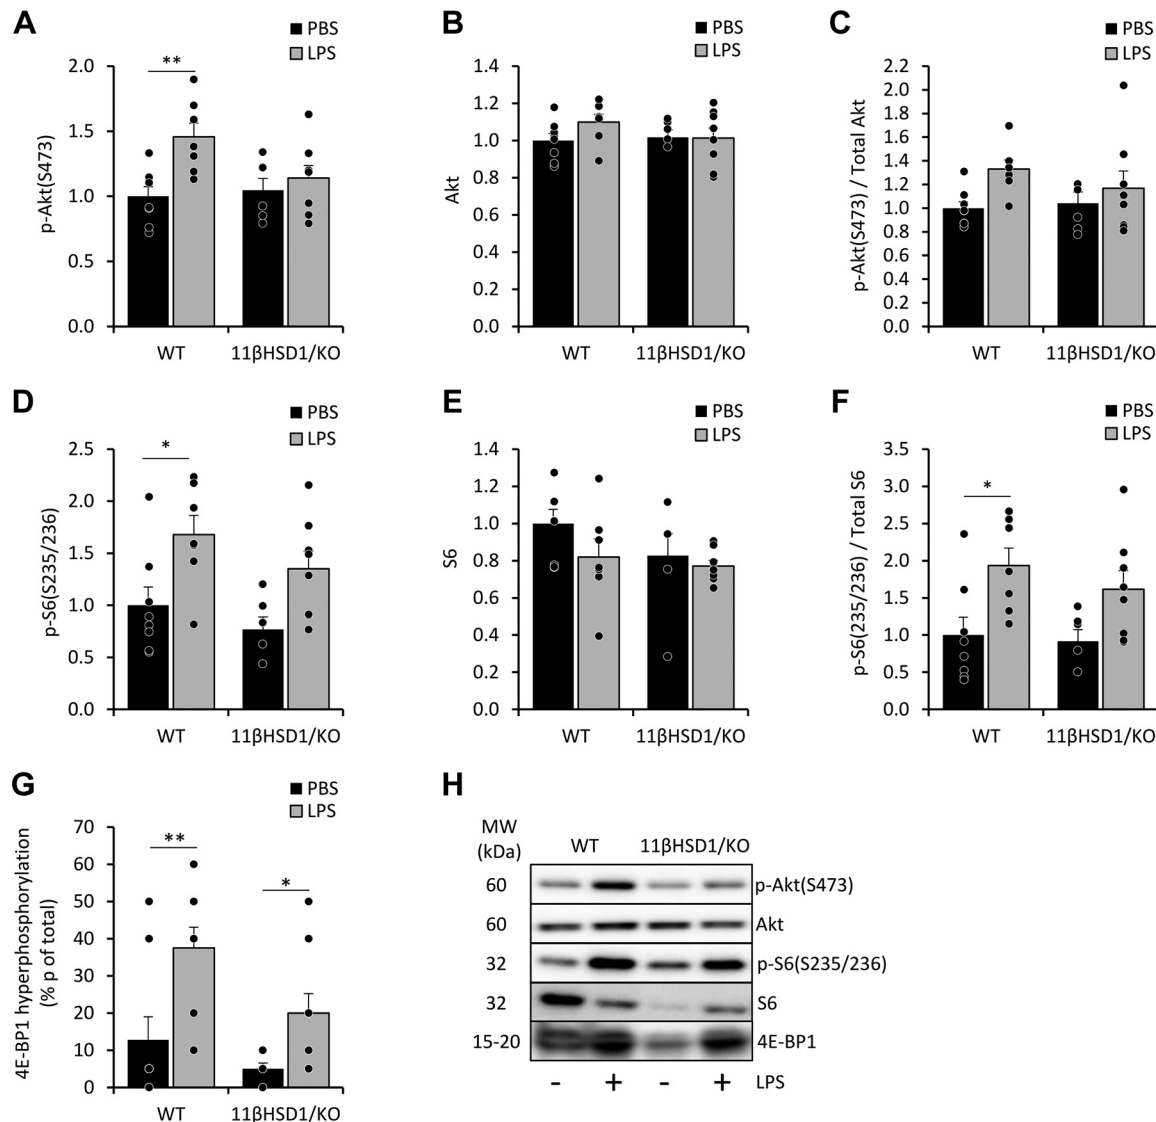 A
PBS
LPS
p-Akt(S473)
2.0
1.5
1.0
0.5
0.0
**
WT
11βHSD1/KO
B
PBS
LPS
Akt
1.4
1.2
1.0
0.8
0.6
0.4
0.2
0.0
WT
11βHSD1/KO
C
PBS
LPS
p-Akt(S473) / Total Akt
2.2
2.0
1.8
1.6
1.4
1.2
1.0
0.8
0.6
0.4
0.2
0.0
WT
11βHSD1/KO
D
PBS
LPS
p-S6(S235/236)
2.5
2.0
1.5
1.0
0.5
0.0
*
WT
11βHSD1/KO
E
PBS
LPS
S6
1.4
1.2
1.0
0.8
0.6
0.4
0.2
0.0
WT
11βHSD1/KO
F
PBS
LPS
p-S6(235/236) / Total S6
3.5
3.0
2.5
2.0
1.5
1.0
0.5
0.0
*
WT
11βHSD1/KO
G
PBS
LPS
4E-BP1 hyperphosphorylation
(% p of total)
70
60
50
40
30
20
10
0
**
*
WT
11βHSD1/KO
H
MW
(kDa)
WT 11βHSD1/KO
60 p-Akt(S473)
60 Akt
32 p-S6(S235/236)
32 S6
15-20 4E-BP1
- + - + LPS